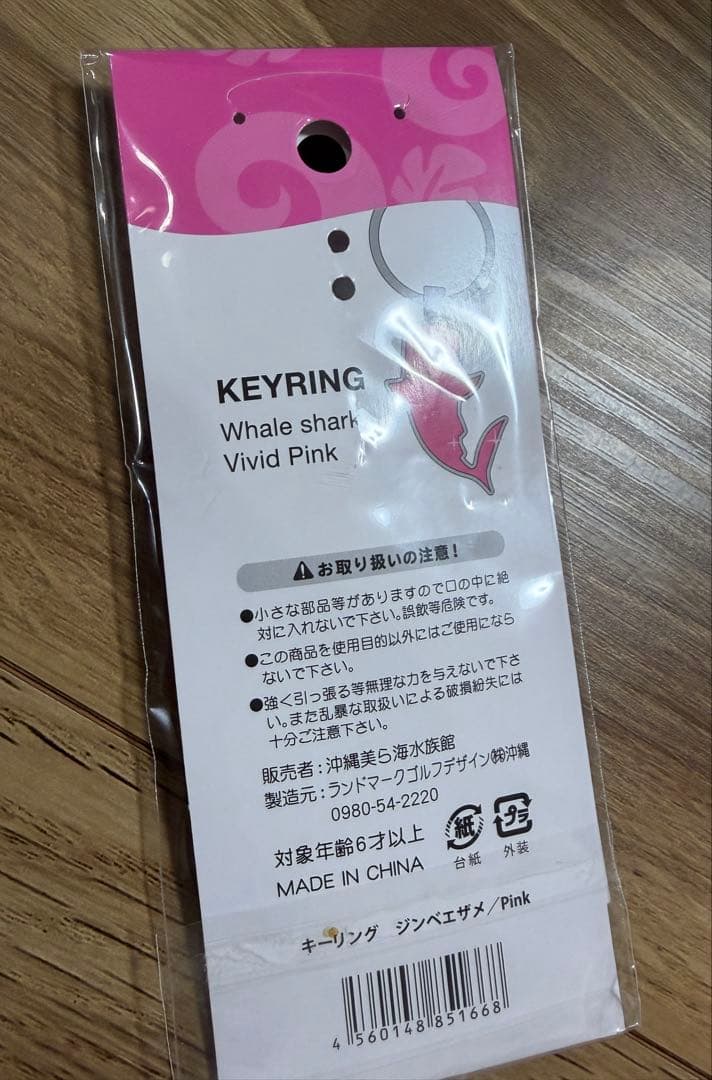 KEYRING
Whale shark
Vivid Pink
お取り扱いの注意！
●小さな部品等がありますので口の中に絶
対に入れないで下さい。誤飲等危険です。
●この商品を使用目的以外にはご使用になら
ないで下さい。
●強く引っ張る等無理な力を与えないで下さ
い。また乱暴な取扱いによる破損紛失には
十分ご注意下さい。
販売者：沖縄美ら海水族館
製造元：ランドマークゴルフデザイン㈱沖縄
0980-54-2220
対象年齢6才以上
MADE IN CHINA
紙 プラ
台紙 外装
キーリング ジンベエザメ／Pink
4 560148 851668